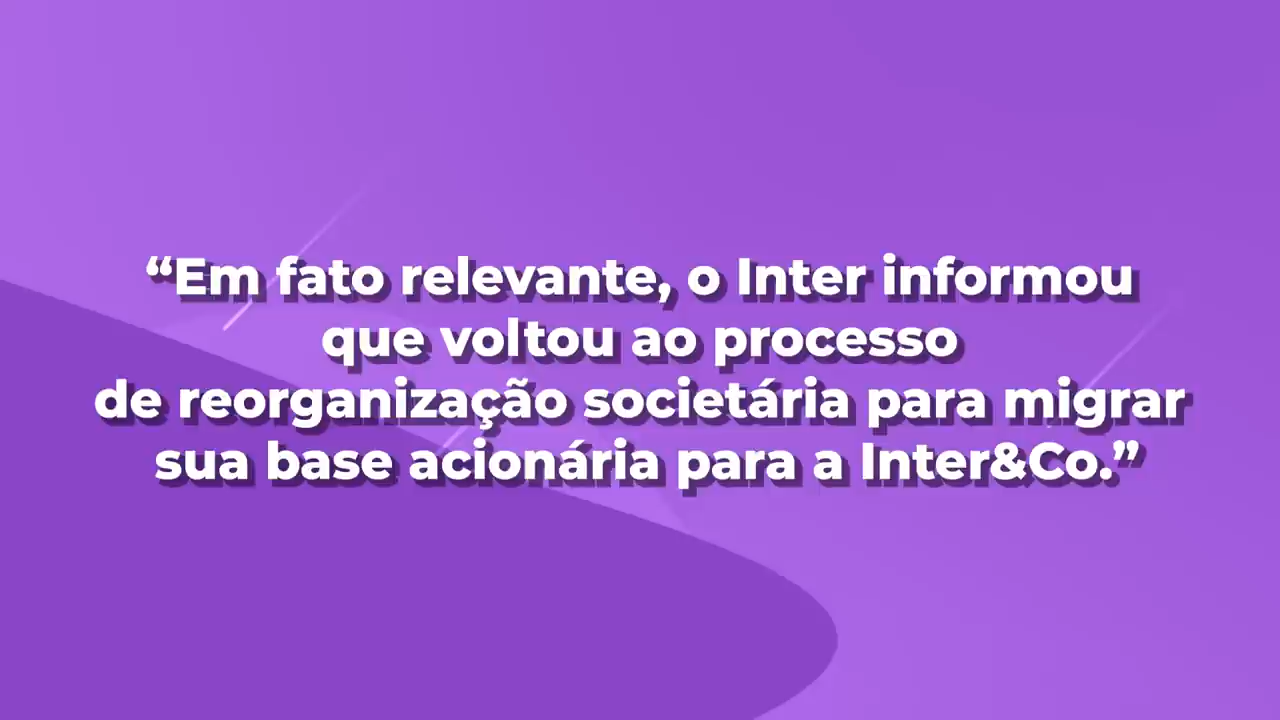 “Em fato relevante, o Inter informou
que voltou ao processo
de reorganização societária para migrar
sua base acionária para a Inter&Co.”